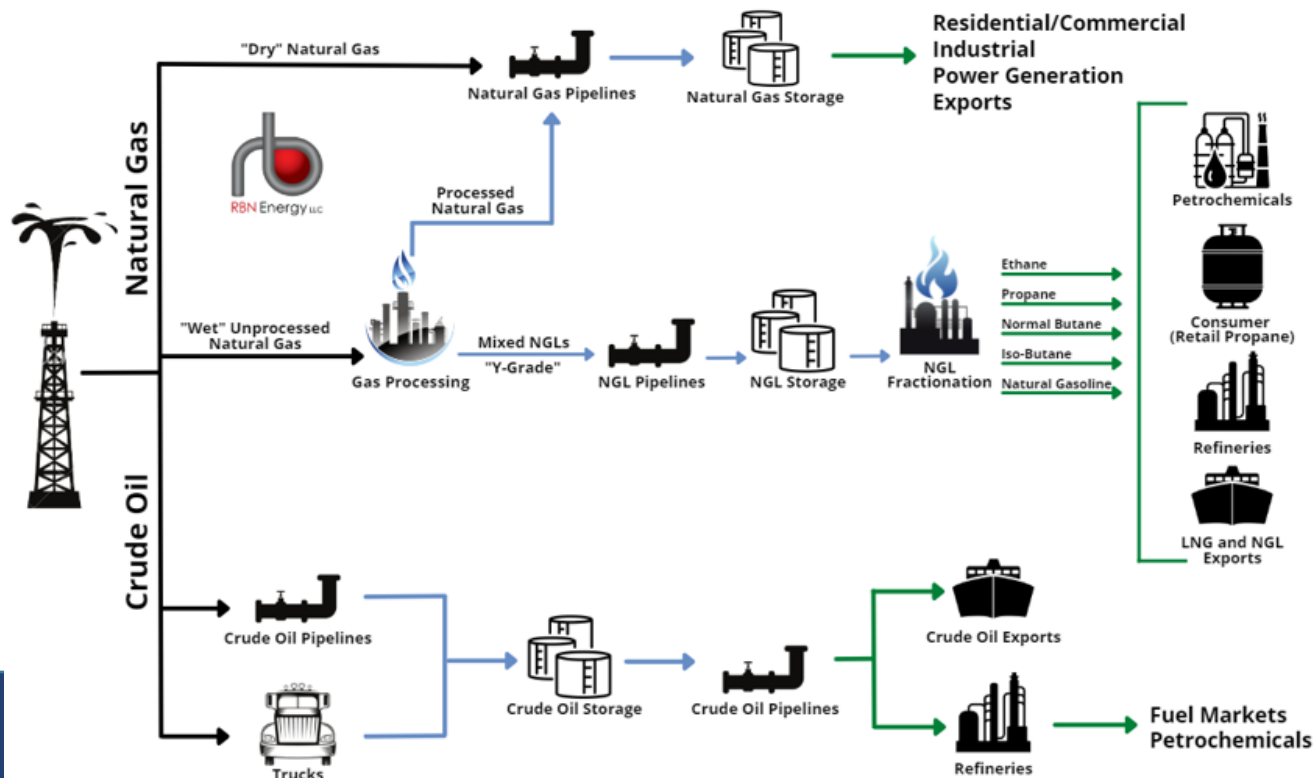 "Dry" Natural Gas
Natural Gas Pipelines
Natural Gas Storage
Residential/Commercial
Industrial
Power Generation
Exports
Natural Gas
RBN Energy LLC
Processed
Natural Gas
"Wet" Unprocessed
Natural Gas
Gas Processing
Mixed NGLs
"Y-Grade"
NGL Pipelines
NGL Storage
NGL
Fractionation
Ethane
Propane
Normal Butane
Iso-Butane
Natural Gasoline
Petrochemicals
Consumer
(Retail Propane)
Refineries
LNG and NGL
Exports
Crude Oil
Crude Oil Pipelines
Trucks
Crude Oil Storage
Crude Oil Pipelines
Crude Oil Exports
Refineries
Fuel Markets
Petrochemicals